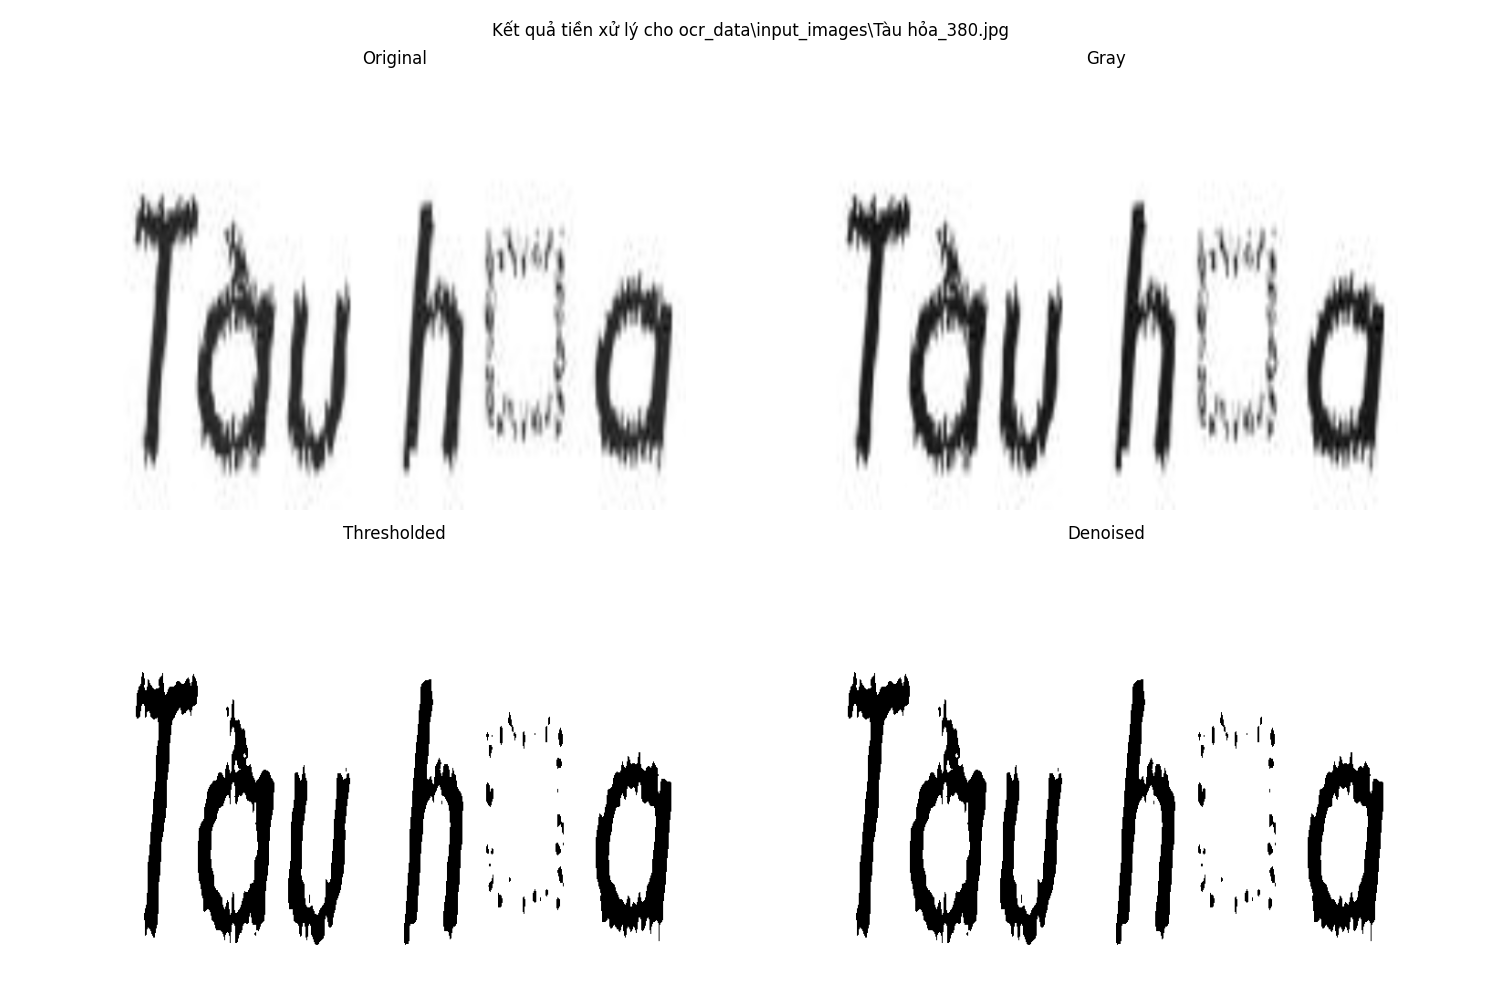 Kết quả tiền xử lý cho ocr_data\input_images\Tàu hỏa_380.jpg
Original
Gray
Tàu h□a
Tàu h□a
Thresholded
Denoised
Tàu h□a
Tàu h□a